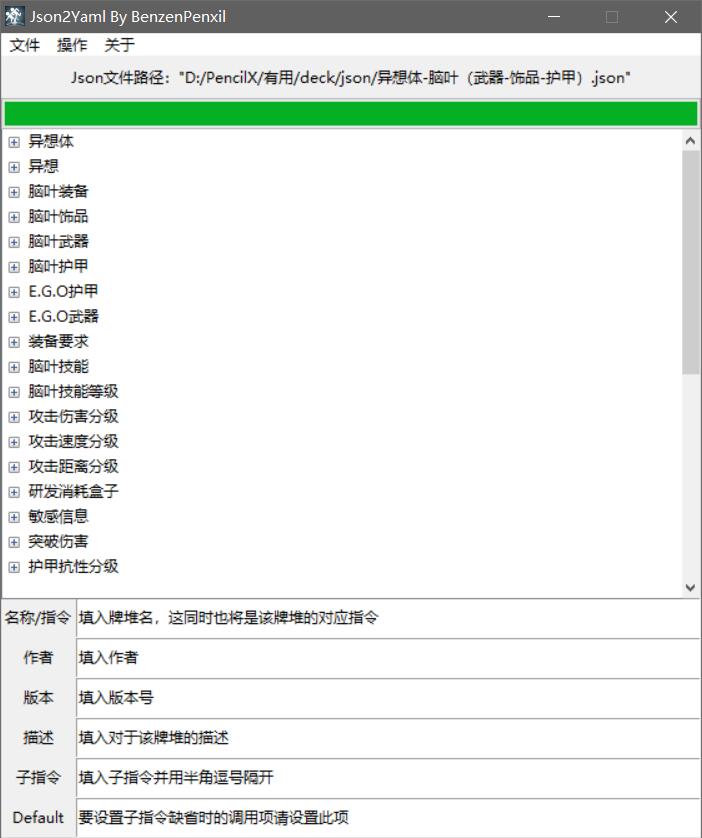 Json2Yaml By BenzenPenxil
文件 操作 关于
Json文件路径："D:/PencilX/有用/deck/json/异想体-脑叶（武器-饰品-护甲）.json"
异想体
异想
脑叶装备
脑叶饰品
脑叶武器
脑叶护甲
E.G.O护甲
E.G.O武器
装备要求
脑叶技能
脑叶技能等级
攻击伤害分级
攻击速度分级
攻击距离分级
研发消耗盒子
敏感信息
突破伤害
护甲抗性分级
名称/指令 填入牌堆名，这同时也将是该牌堆的对应指令
作者 填入作者
版本 填入版本号
描述 填入对于该牌堆的描述
子指令 填入子指令并用半角逗号隔开
Default 要设置子指令缺省时的调用项请设置此项